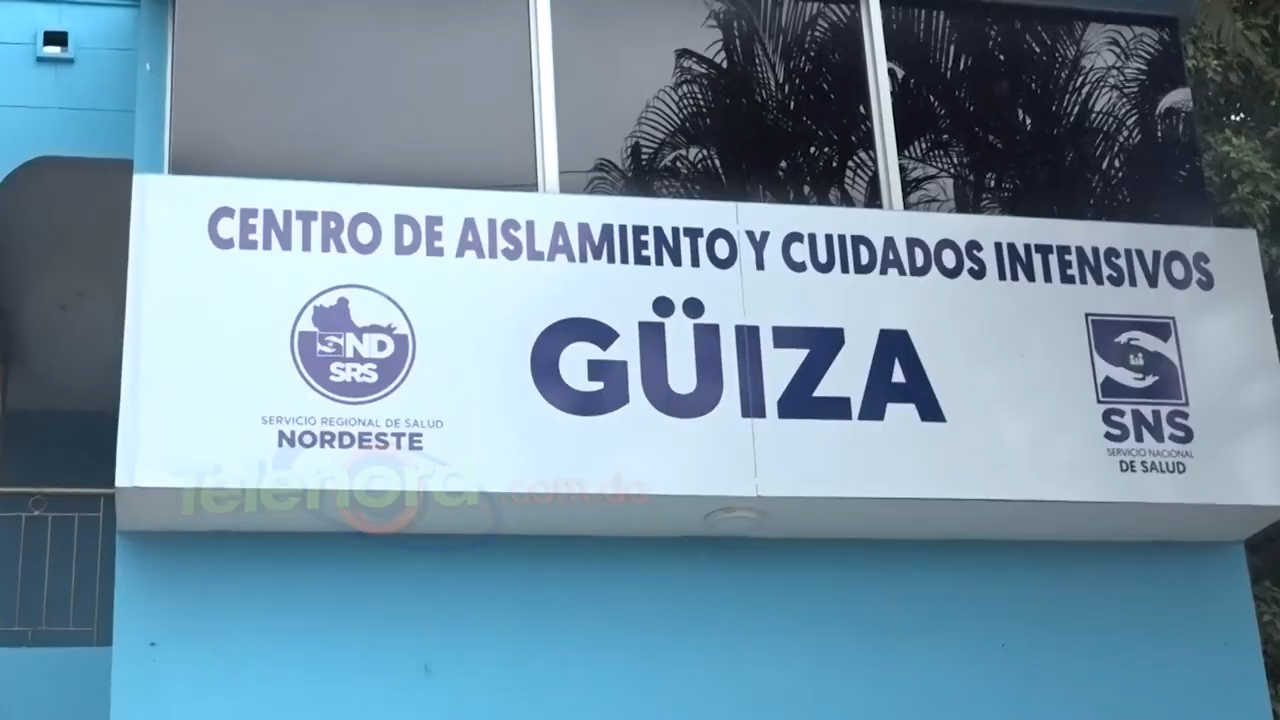 CENTRO DE AISLAMIENTO Y CUIDADOS INTENSIVOS
GÜIZA
SND
SRS
SERVICIO REGIONAL DE SALUD
NORDESTE
SNS
SERVICIO NACIONAL
DE SALUD
Telenora.com.do